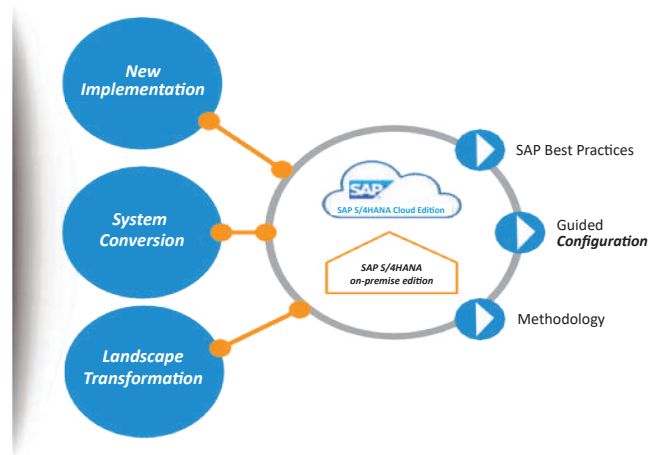 New
Implementation
System
Conversion
Landscape
Transformation
SAP
SAP S/4HANA Cloud Edition
SAP S/4HANA
on-premise edition
SAP Best Practices
Guided
Configuration
Methodology